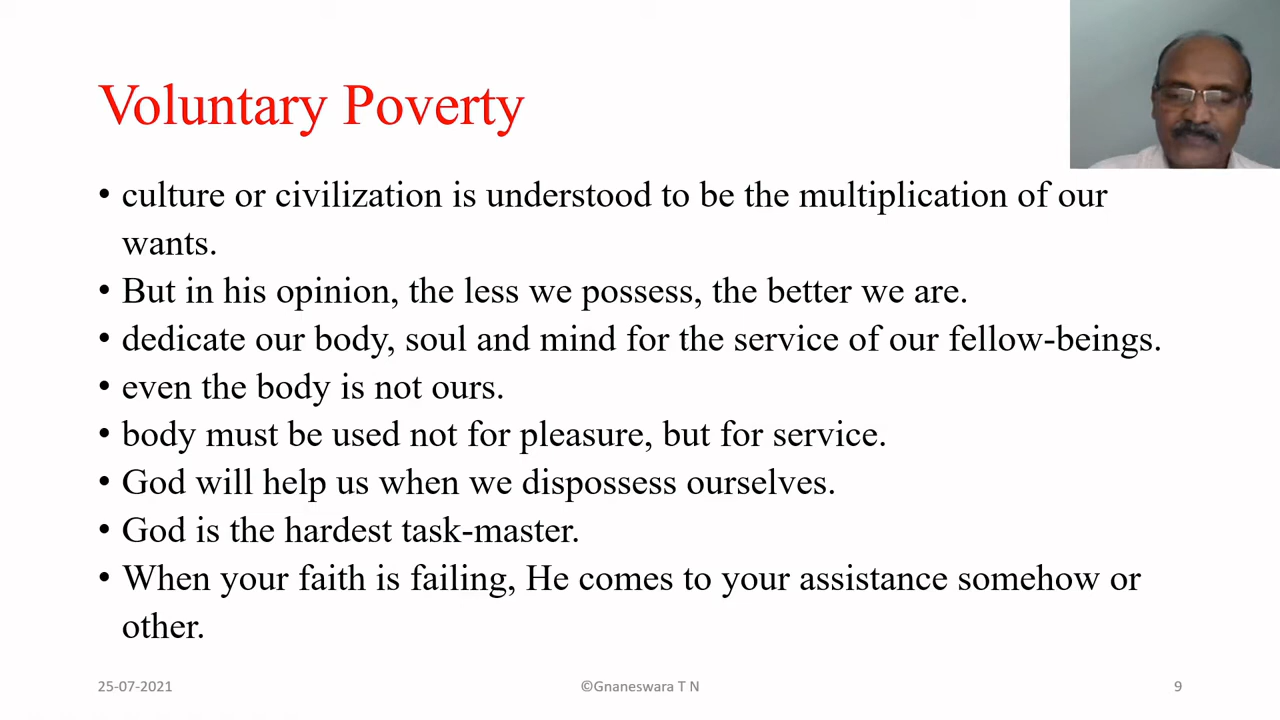 Voluntary Poverty
• culture or civilization is understood to be the multiplication of our
wants.
• But in his opinion, the less we possess, the better we are.
• dedicate our body, soul and mind for the service of our fellow-beings.
• even the body is not ours.
• body must be used not for pleasure, but for service.
• God will help us when we dispossess ourselves.
• God is the hardest task-master.
• When your faith is failing, He comes to your assistance somehow or
other.
25-07-2021 ©Gnaneswara T N 9